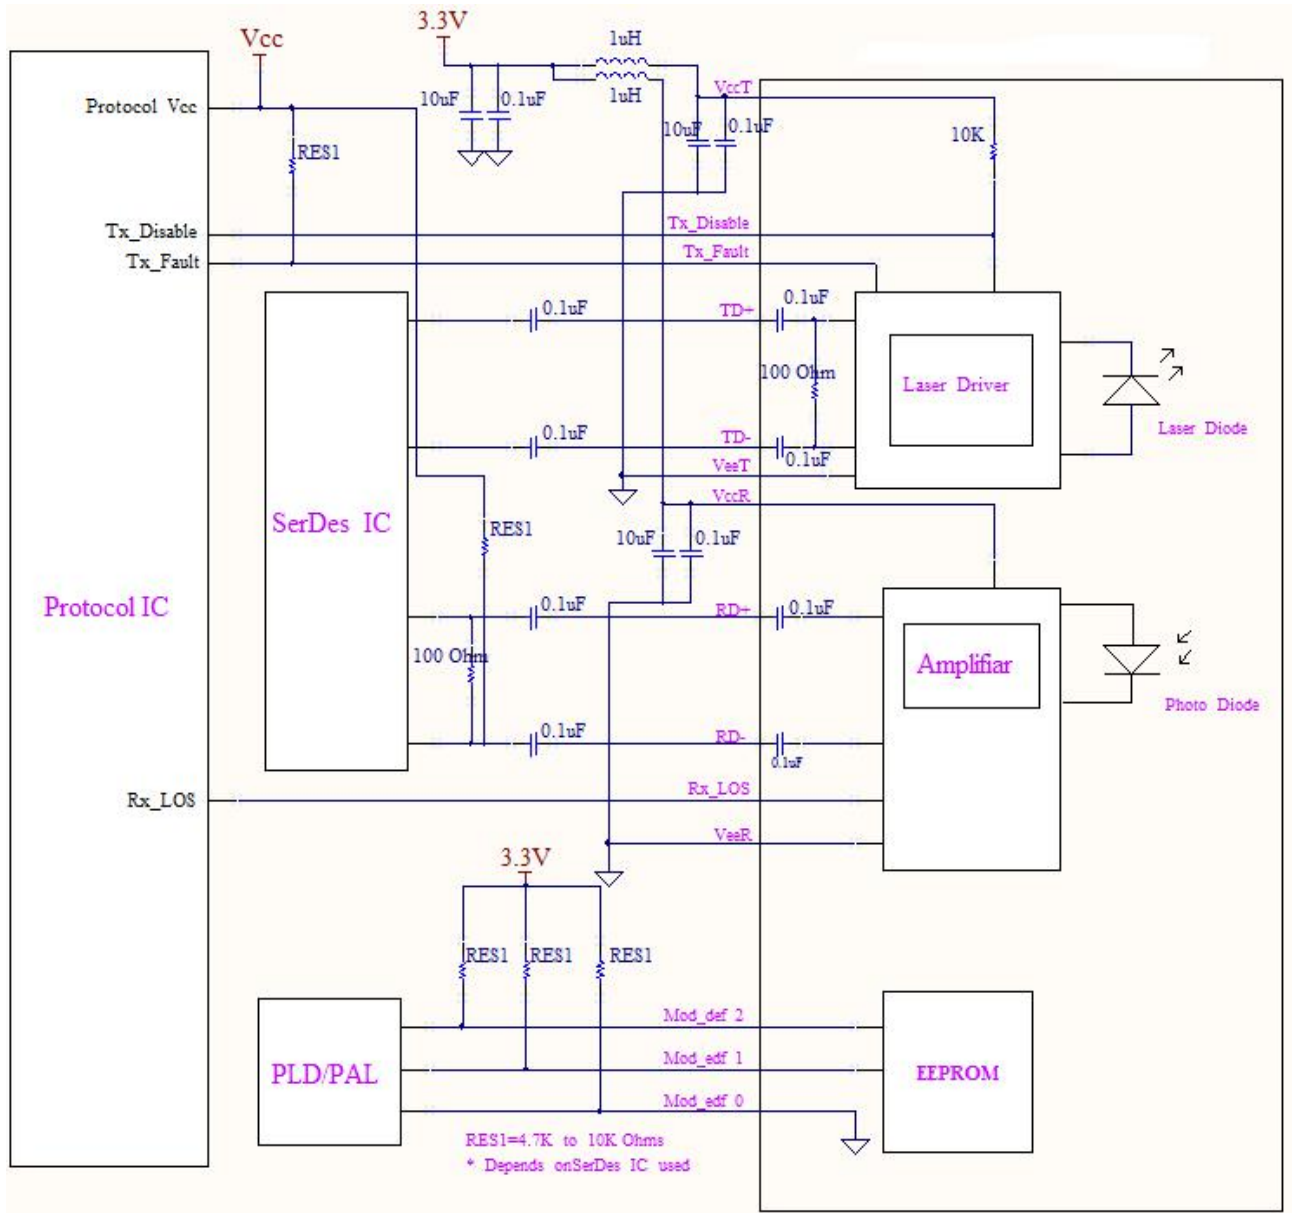 3.3V
Vcc
1uH
1uH
10uF
0.1uF
VccT
Protocol Vcc
RES1
10uF
0.1uF
10K
Tx_Disable
Tx_Disable
Tx_Fault
Tx_Fault
0.1uF
TD+
0.1uF
100 Ohm
Laser Driver
Laser Diode
0.1uF
TD-
0.1uF
VeeT
VccR
SerDes IC
RES1
10uF
0.1uF
Protocol IC
0.1uF
RD+
0.1uF
100 Ohm
Amplifiar
Photo Diode
0.1uF
RD-
0.1uF
Rx_LOS
Rx_LOS
VeeR
3.3V
RES1
RES1
RES1
Mod_def 2
PLD/PAL
Mod_edf 1
EEPROM
Mod_edf 0
RES1=4.7K to 10K Ohms
* Depends onSerDes IC used